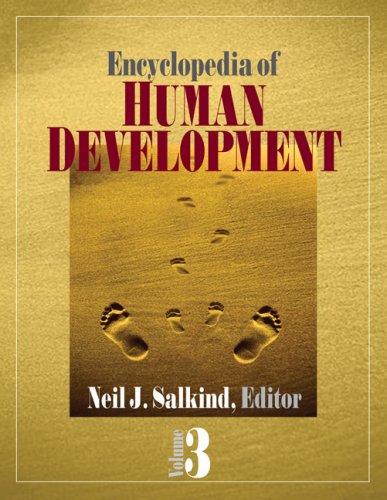 Encyclopedia of
HUMAN
DEVELOPMENT
Neil J. Salkind, Editor
Volume
3